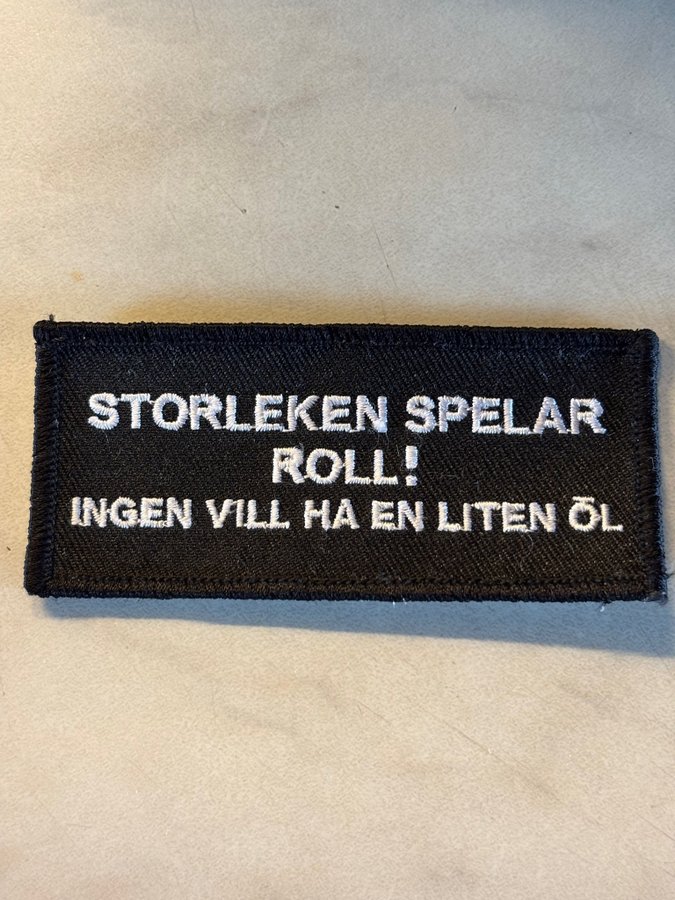 STORLEKEN SPELAR
ROLL!
INGEN VILL HA EN LITEN ÖL